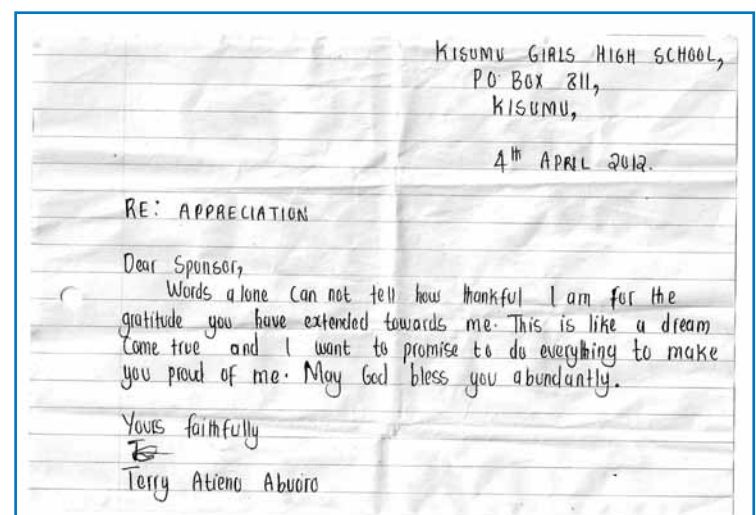 KISUMU GIRLS HIGH SCHOOL,
PO BOX 311,
KISUMU,
4th APRIL 2012.
RE: APPRECIATION
Dear Sponsor,
Words alone can not tell how thankful I am for the
gratitude you have extended towards me. This is like a dream
come true and I want to promise to do everything to make
you proud of me. May God bless you abundantly.
Yours faithfully
Terry Atieno Abuoro